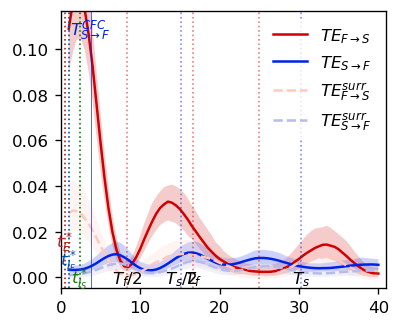 0.10
0.08
0.06
0.04
0.02
0.00
0
10
20
30
40
T^{CFC}_{S→F}
TE_{F→S}
TE_{S→F}
TE^{surr}_{F→S}
TE^{surr}_{S→F}
T_f/2
T_s/2
T_f
T_s